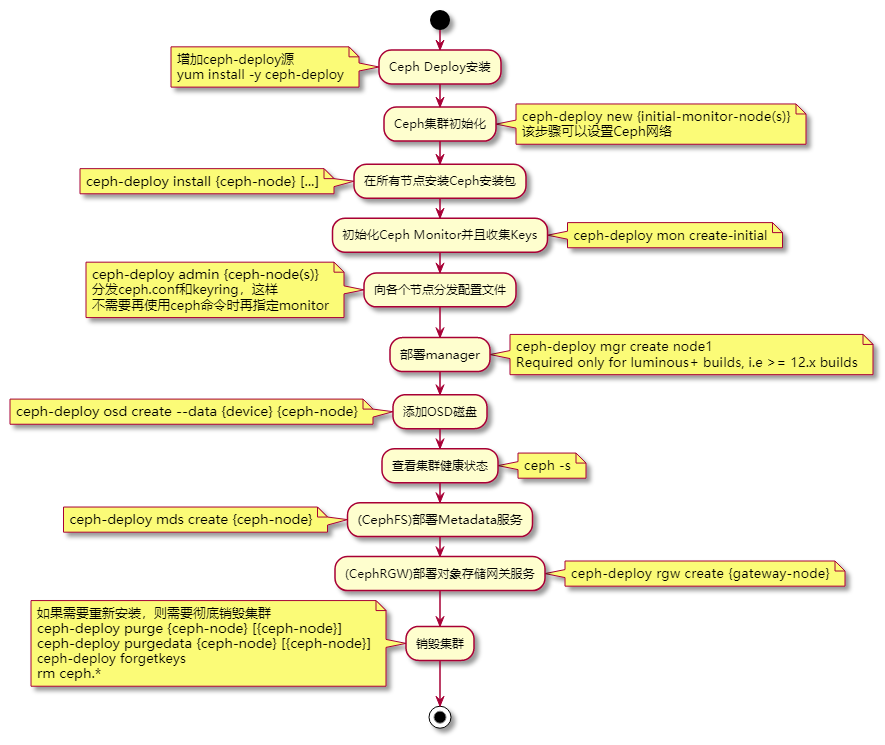 增加ceph-deploy源
yum install -y ceph-deploy
Ceph Deploy安装
Ceph集群初始化
ceph-deploy new {initial-monitor-node(s)}
该步骤可以设置Ceph网络
ceph-deploy install {ceph-node} [...]
在所有节点安装Ceph安装包
初始化Ceph Monitor并且收集Keys
ceph-deploy mon create-initial
ceph-deploy admin {ceph-node(s)}
分发ceph.conf和keyring，这样
不需要再使用ceph命令时再指定monitor
向各个节点分发配置文件
部署manager
ceph-deploy mgr create node1
Required only for luminous+ builds, i.e >= 12.x builds
ceph-deploy osd create --data {device} {ceph-node}
添加OSD磁盘
查看集群健康状态
ceph -s
ceph-deploy mds create {ceph-node}
(CephFS)部署Metadata服务
(CephRGW)部署对象存储网关服务
ceph-deploy rgw create {gateway-node}
如果需要重新安装，则需要彻底销毁集群
ceph-deploy purge {ceph-node} [{ceph-node}]
ceph-deploy purgedata {ceph-node} [{ceph-node}]
ceph-deploy forgetkeys
rm ceph.*
销毁集群